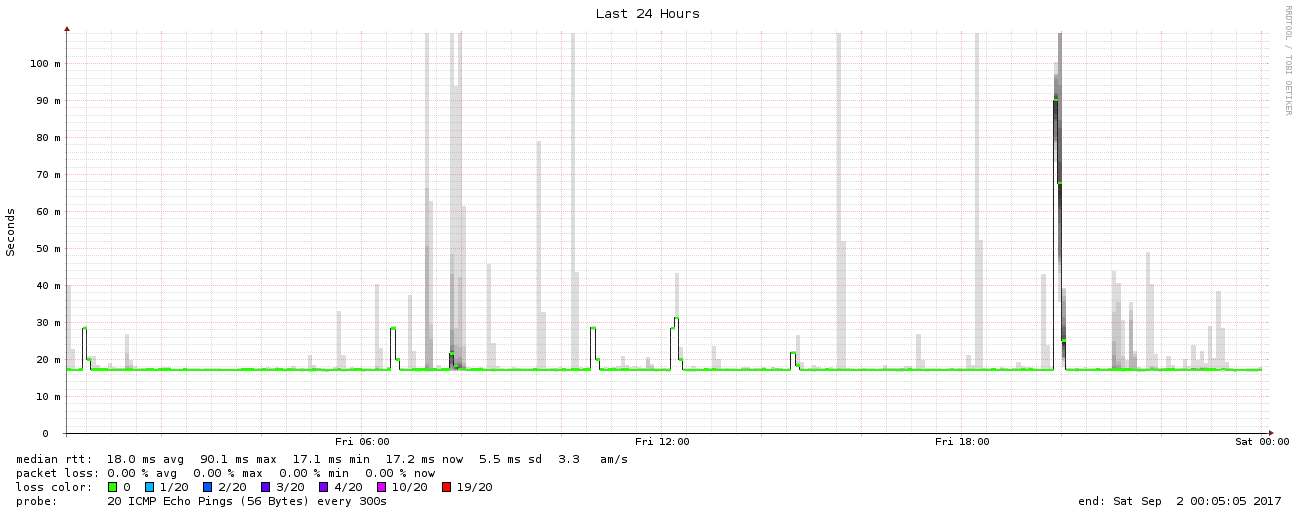 Last 24 Hours
RRDTOOL / TOBI OETIKER
Seconds
100 m
90 m
80 m
70 m
60 m
50 m
40 m
30 m
20 m
10 m
0
Fri 06:00 Fri 12:00 Fri 18:00 Sat 00:00
median rtt: 18.0 ms avg 90.1 ms max 17.1 ms min 17.2 ms now 5.5 ms sd 3.3 am/s
packet loss: 0.00 % avg 0.00 % max 0.00 % min 0.00 % now
loss color: 0 1/20 2/20 3/20 4/20 10/20 19/20
probe: 20 ICMP Echo Pings (56 Bytes) every 300s end: Sat Sep 2 00:05:05 2017